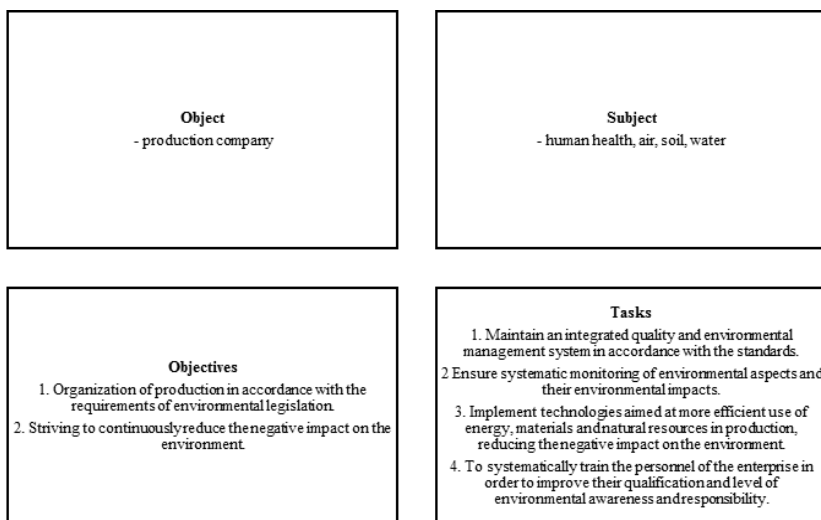 Object
- production company
Subject
- human health, air, soil, water
Objectives
1. Organization of production in accordance with the
requirements of environmental legislation.
2. Striving to continuously reduce the negative impact on the
environment.
Tasks
1. Maintain an integrated quality and environmental
management system in accordance with the standards.
2 Ensure systematic monitoring of environmental aspects and
their environmental impacts.
3. Implement technologies aimed at more efficient use of
energy, materials and natural resources in production,
reducing the negative impact on the environment.
4. To systematically train the personnel of the enterprise in
order to improve their qualification and level of
environmental awareness and responsibility.